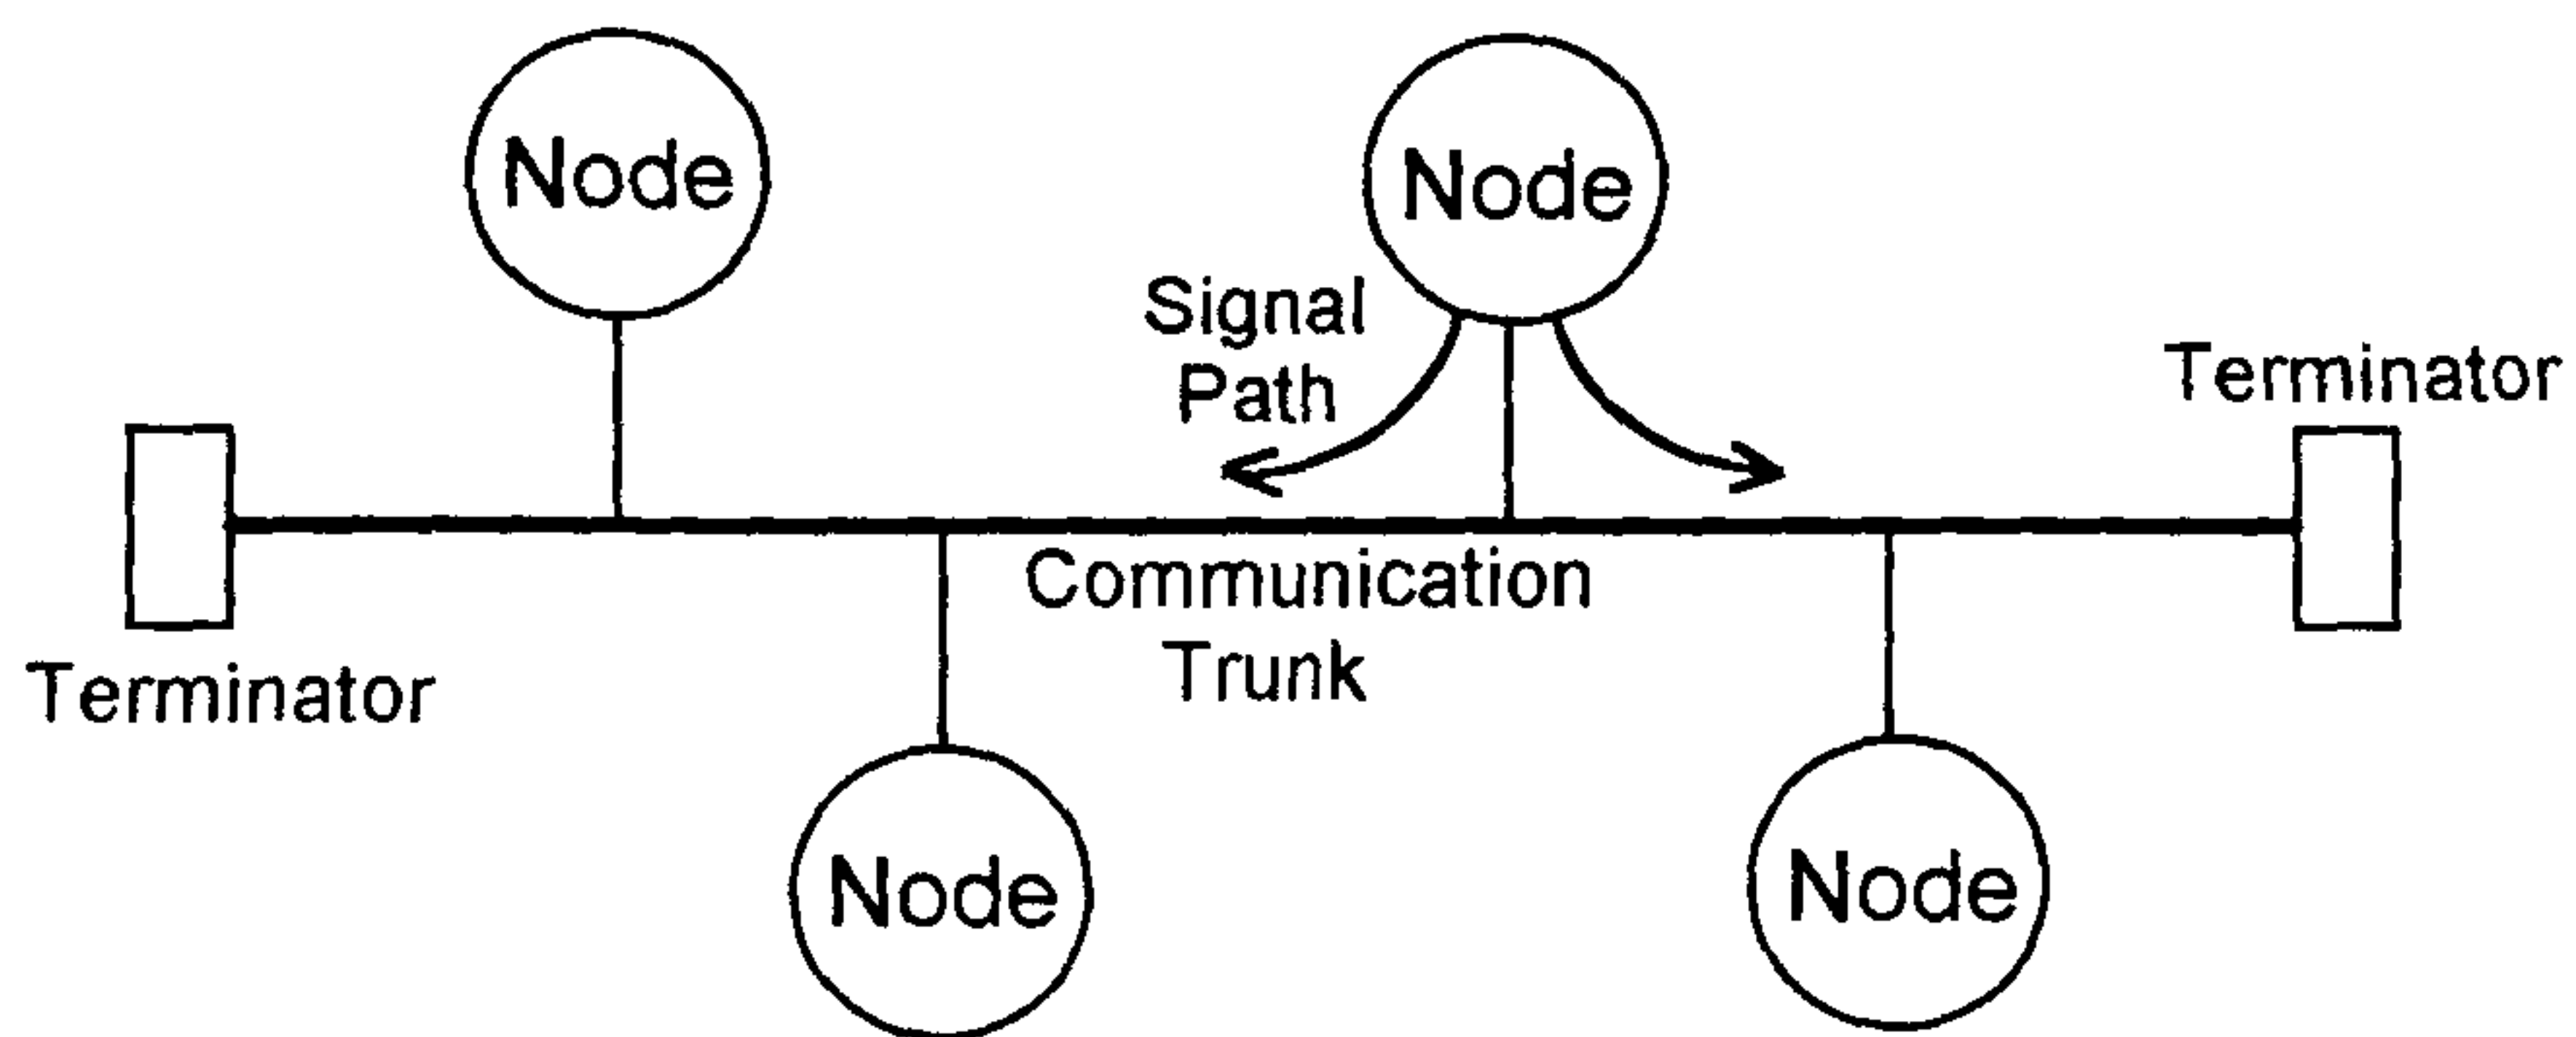 Node
Node
Signal
Path
Terminator
Communication
Trunk
Terminator
Node
Node